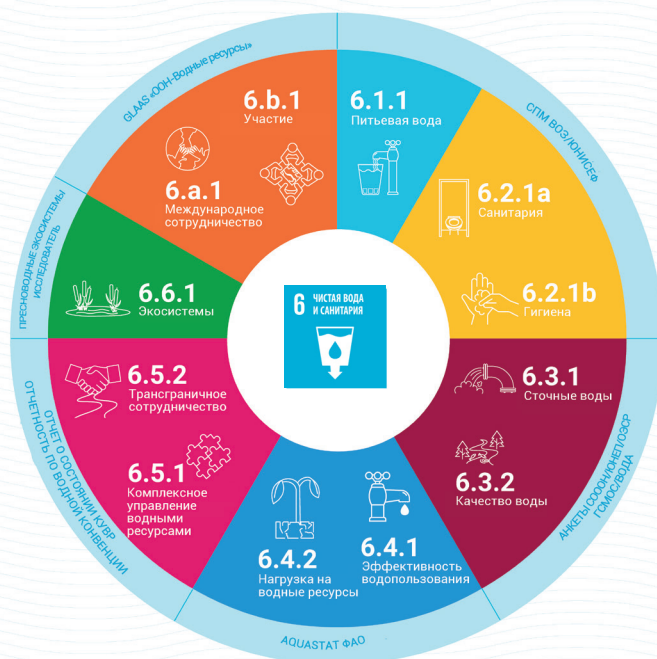 GLAAS «ООН–Водные ресурсы»
6.b.1
Участие
6.a.1
Международное
сотрудничество
6.1.1
Питьевая вода
СПМ ВОЗ/ЮНИСЕФ
6.2.1a
Санитария
6.2.1b
Гигиена
ПРЕСНОВОДНЫЕ ЭКОСИСТЕМЫ
ИССЛЕДОВАТЕЛЬ
6.6.1
Экосистемы
6 ЧИСТАЯ ВОДА
И САНИТАРИЯ
6.3.1
Сточные воды
6.3.2
Качество воды
АНКЕТЫ СООН/ЮНЕП/ОЭСР
ГСМОС/ВОДА
6.5.2
Трансграничное
сотрудничество
6.5.1
Комплексное
управление
водными
ресурсами
ОТЧЕТ О СОСТОЯНИИ КУВР
ОТЧЕТНОСТЬ ПО ВОДНОЙ КОНВЕНЦИИ
6.4.2
Нагрузка на
водные ресурсы
6.4.1
Эффективность
водопользования
AQUASTAT ФАО